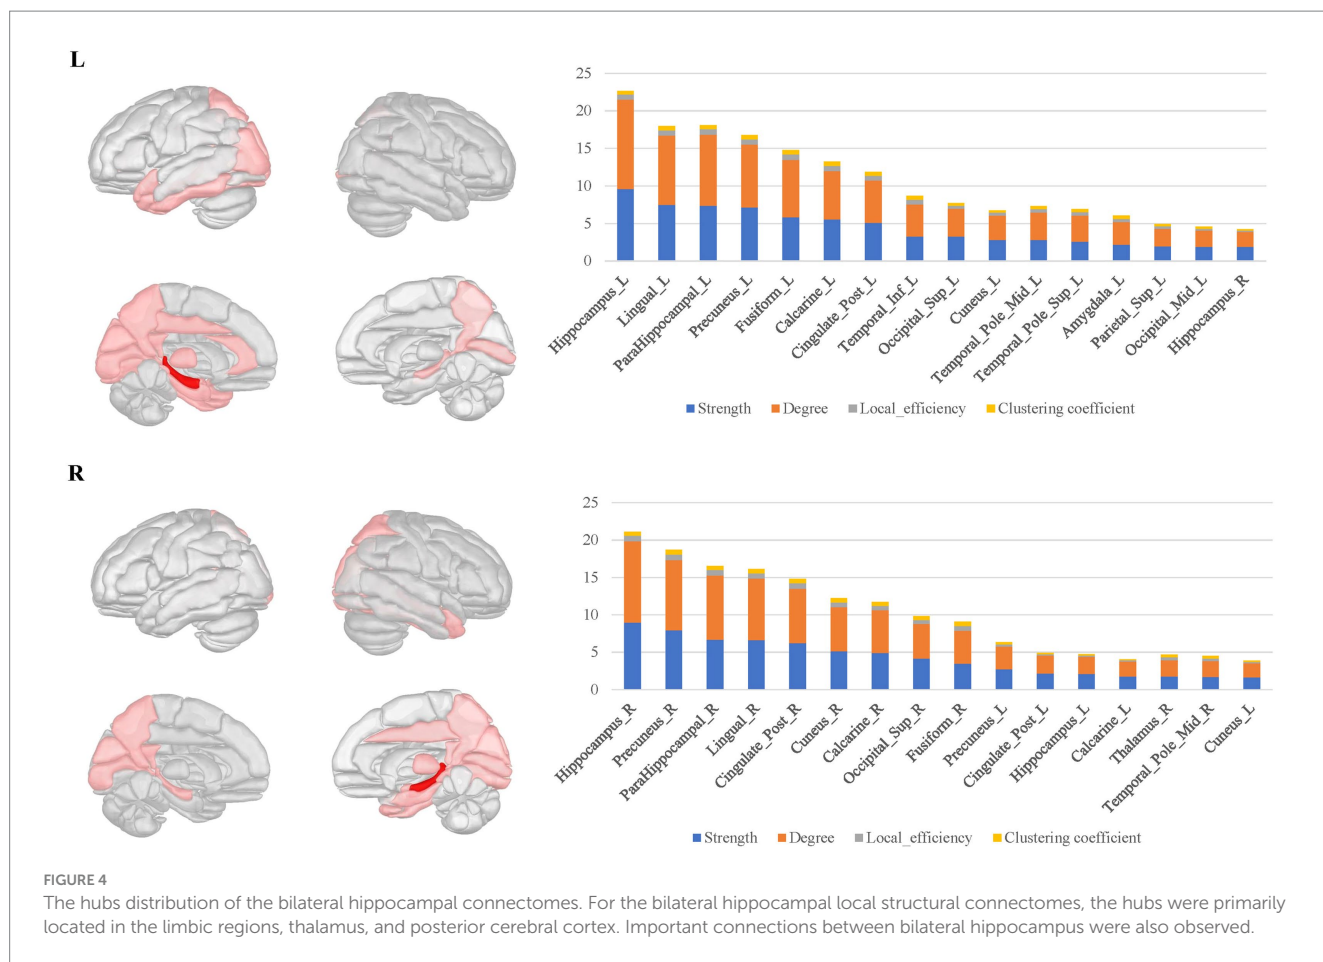 L
25
20
15
10
5
0
Hippocampus_L
Lingual_L
ParaHippocampal_L
Precuneus_L
Fusiform_L
Calcarine_L
Cingulate_Post_L
Temporal_Inf_L
Occipital_Sup_L
Cuneus_L
Temporal_Pole_Mid_L
Temporal_Pole_Sup_L
Amygdala_L
Parietal_Sup_L
Occipital_Mid_L
Hippocampus_R
Strength Degree Local_efficiency Clustering coefficient
R
25
20
15
10
5
0
Hippocampus_R
Precuneus_R
ParaHippocampal_R
Lingual_R
Cingulate_Post_R
Cuneus_R
Calcarine_R
Occipital_Sup_R
Fusiform_R
Precuneus_L
Cingulate_Post_L
Hippocampus_L
Calcarine_L
Thalamus_R
Temporal_Pole_Mid_R
Cuneus_L
Strength Degree Local_efficiency Clustering coefficient
FIGURE 4
The hubs distribution of the bilateral hippocampal connectomes. For the bilateral hippocampal local structural connectomes, the hubs were primarily
located in the limbic regions, thalamus, and posterior cerebral cortex. Important connections between bilateral hippocampus were also observed.